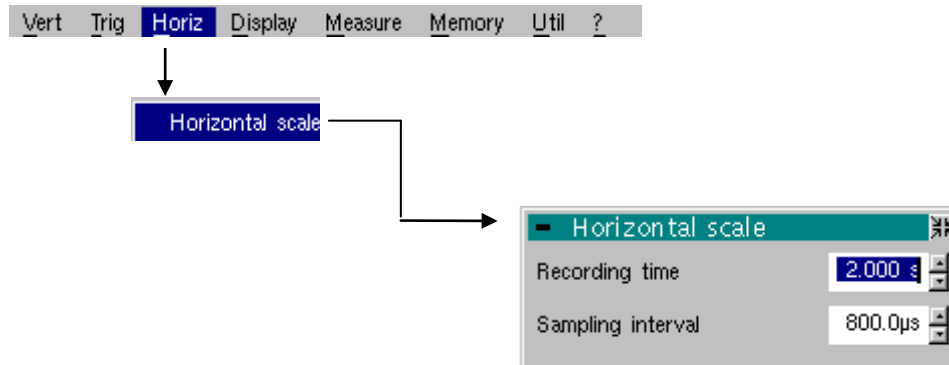 Vert Trig Horiz Display Measure Memory Util ?
Horizontal scale
Horizontal scale
Recording time 2.000 s
Sampling interval 800.0µs